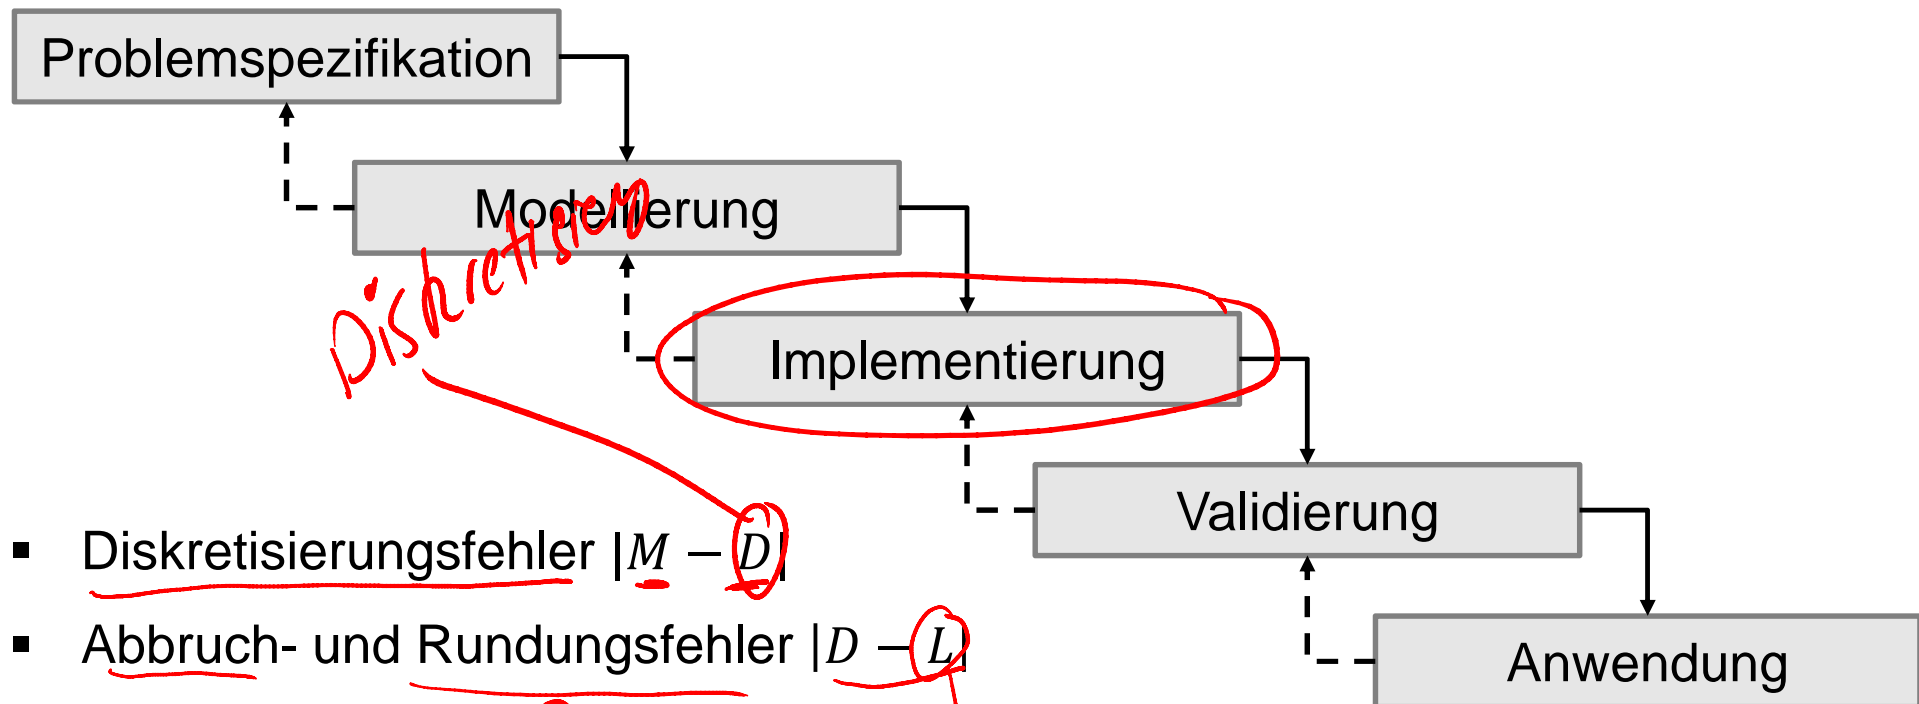 Problemspezifikation
Modellierung
Diskretisierung
Implementierung
Validierung
▪ Diskretisierungsfehler |M − D|
▪ Abbruch- und Rundungsfehler |D − L|
Anwendung